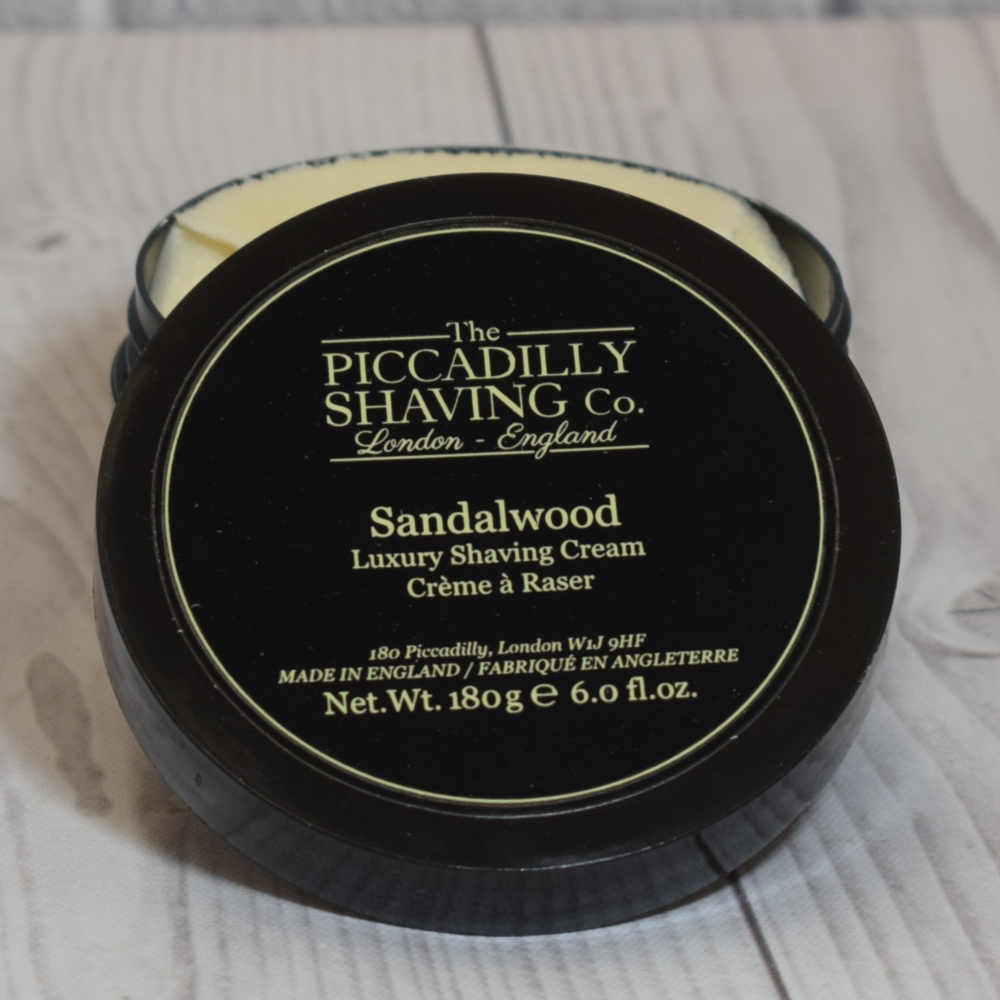 The
PICCADILLY
SHAVING Co.
London - England
Sandalwood
Luxury Shaving Cream
Crème à Raser
180 Piccadilly, London W1J 9HF
MADE IN ENGLAND / FABRIQUÉ EN ANGLETERRE
Net.Wt. 180g ℮ 6.0 fl.oz.